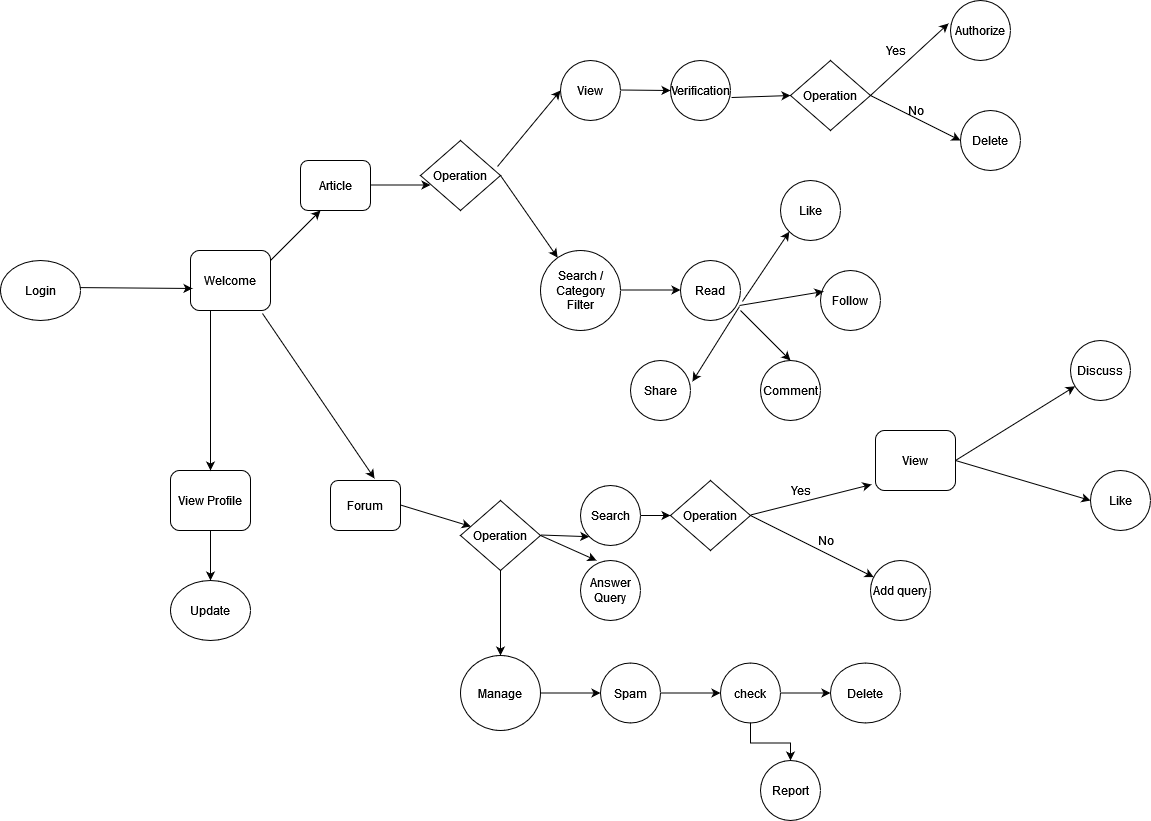 Authorize
Yes
View
Verification
Operation
No
Delete
Operation
Article
Like
Search /
Category
Filter
Read
Follow
Login
Welcome
Share
Comment
Discuss
View
Yes
Like
View Profile
Forum
Operation
Search
Operation
No
Answer
Query
Add query
Update
Manage
Spam
check
Delete
Report